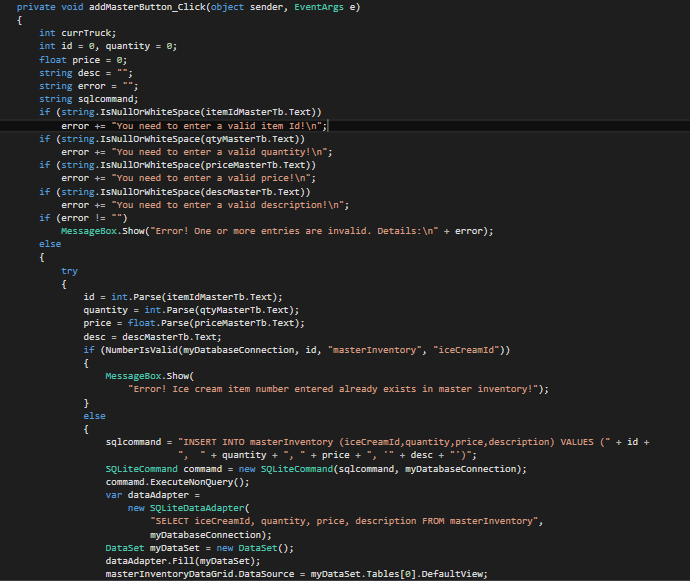 private void addMasterButton_Click(object sender, EventArgs e)
{
int currTruck;
int id = 0, quantity = 0;
float price = 0;
string desc = "";
string error = "";
string sqlcommand;
if (string.IsNullOrWhiteSpace(itemIdMasterTb.Text))
error += "You need to enter a valid item Id!\n";
if (string.IsNullOrWhiteSpace(qtyMasterTb.Text))
error += "You need to enter a valid quantity!\n";
if (string.IsNullOrWhiteSpace(priceMasterTb.Text))
error += "You need to enter a valid price!\n";
if (string.IsNullOrWhiteSpace(descMasterTb.Text))
error += "You need to enter a valid description!\n";
if (error != "")
MessageBox.Show("Error! One or more entries are invalid. Details:\n" + error);
else
{
try
{
id = int.Parse(itemIdMasterTb.Text);
quantity = int.Parse(qtyMasterTb.Text);
price = float.Parse(priceMasterTb.Text);
desc = descMasterTb.Text;
if (NumberIsValid(myDatabaseConnection, id, "masterInventory", "iceCreamId"))
{
MessageBox.Show(
"Error! Ice cream item number entered already exists in master inventory!");
}
else
{
sqlcommand = "INSERT INTO masterInventory (iceCreamId,quantity,price,description) VALUES (" + id +
",  " + quantity + ", " + price + ", '" + desc + "')";
SQLiteCommand commamd = new SQLiteCommand(sqlcommand, myDatabaseConnection);
commamd.ExecuteNonQuery();
var dataAdapter =
new SQLiteDataAdapter(
"SELECT iceCreamId, quantity, price, description FROM masterInventory",
myDatabaseConnection);
DataSet myDataSet = new DataSet();
dataAdapter.Fill(myDataSet);
masterInventoryDataGrid.DataSource = myDataSet.Tables[0].DefaultView;